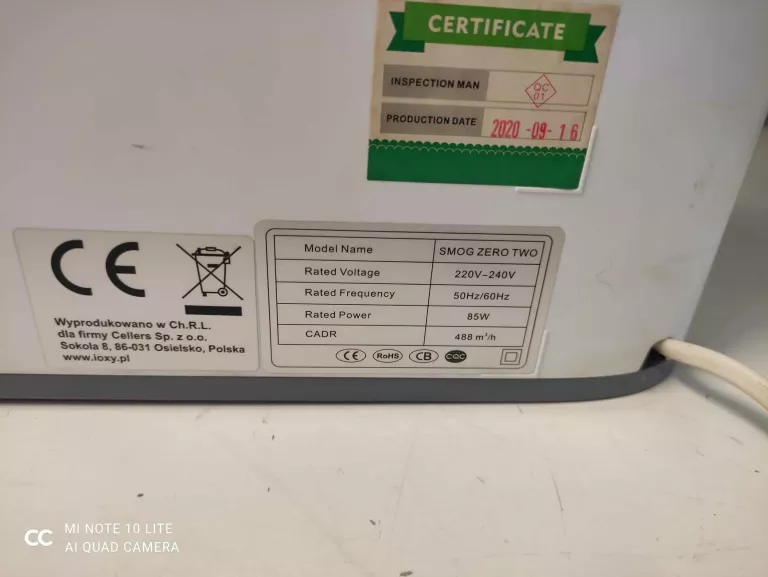 CERTIFICATE
INSPECTION MAN
QC
01
PRODUCTION DATE 2020 -09- 16
Model Name SMOG ZERO TWO
Rated Voltage 220V~240V
Rated Frequency 50Hz/60Hz
Rated Power 85W
CADR 488 m³/h
CE RoHS CB CQC
CE
Wyprodukowano w Ch.R.L.
dla firmy Cellers Sp. z o.o.
Sokola 8, 86-031 Osielsko, Polska
www.ioxy.pl
CC MI NOTE 10 LITE
AI QUAD CAMERA